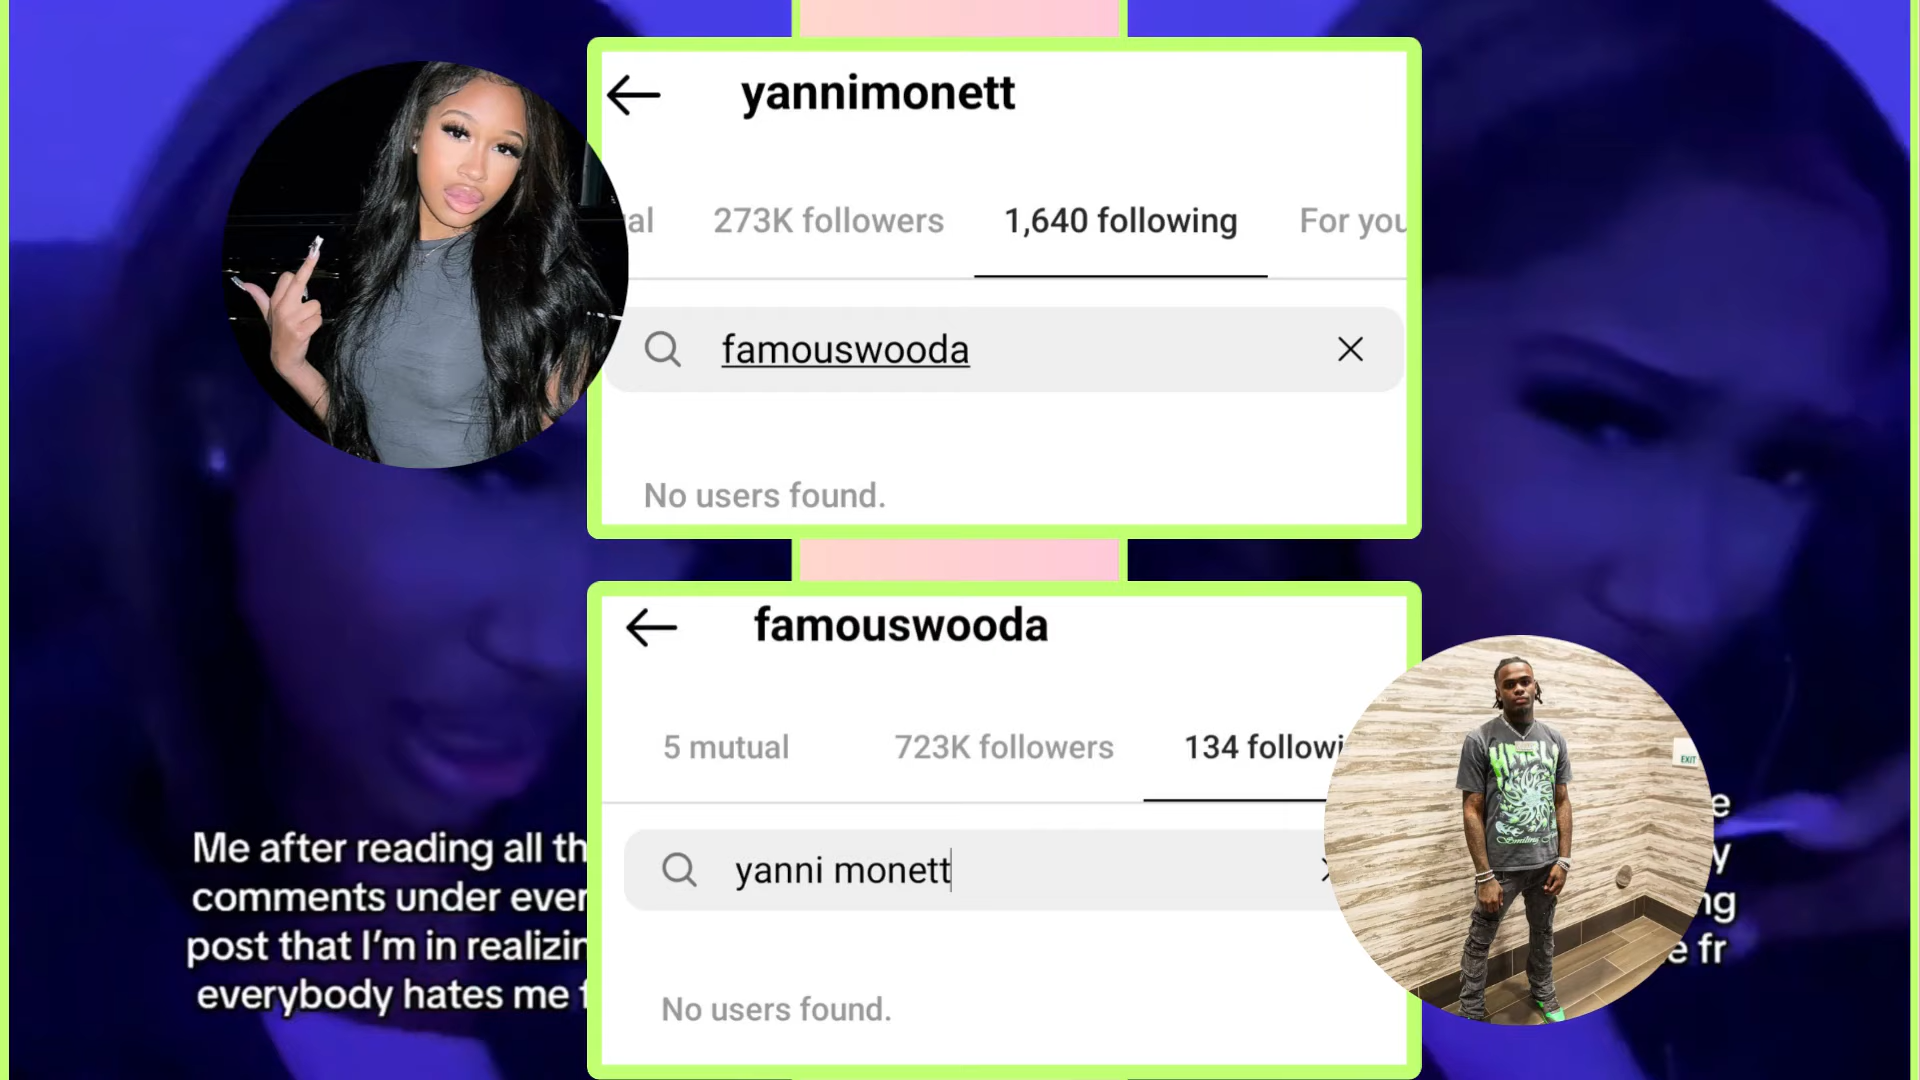 yannimonett
al 273K followers 1,640 following For you
famouswooda
No users found.
famouswooda
5 mutual 723K followers 134 followi
yanni monett
No users found.
EXIT
Me after reading all th
comments under ever
post that I'm in realizin
everybody hates me f
e
y
ng
e fr